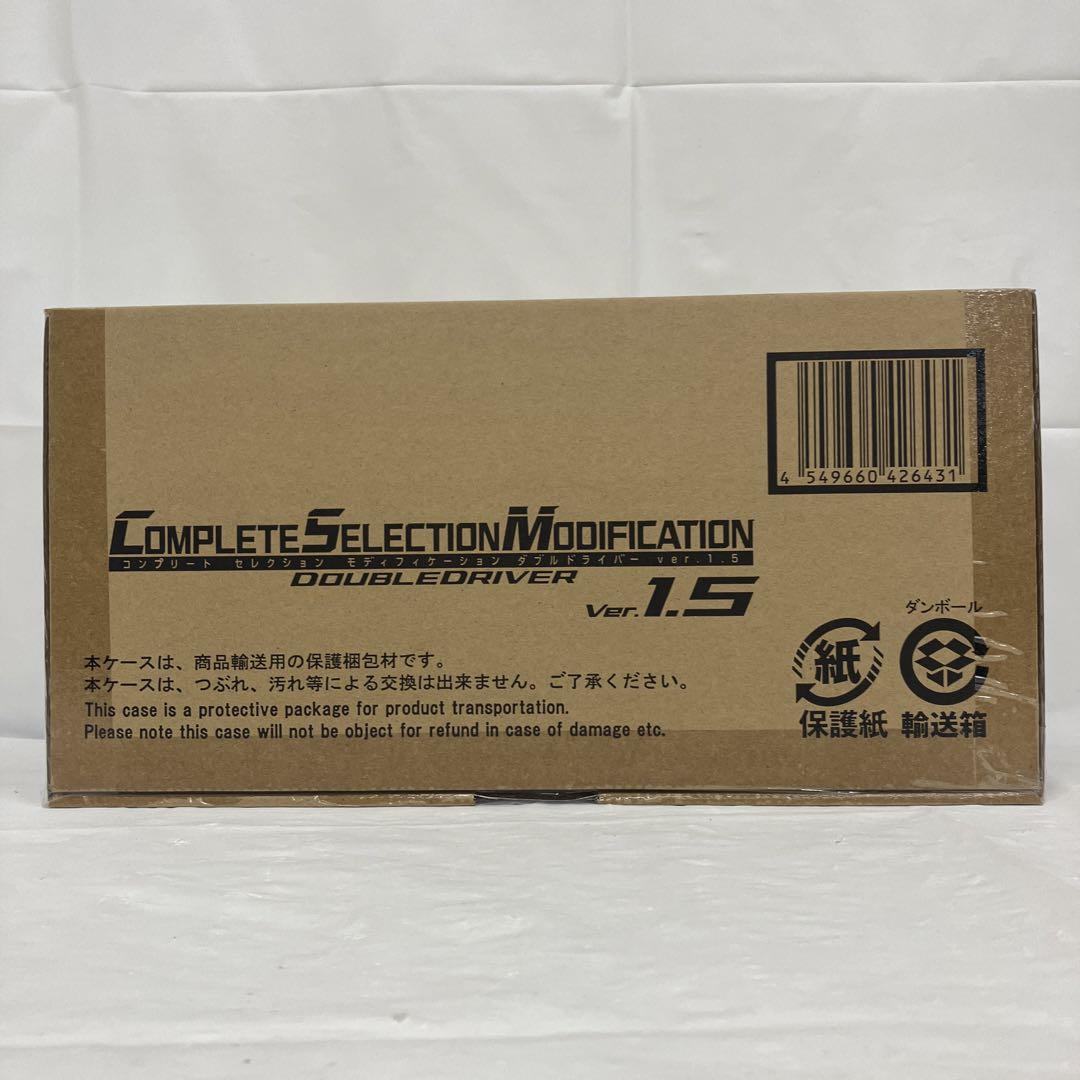 4 549660 426431
COMPLETE SELECTION MODIFICATION
コンプリート セレクション モディフィケーション ダブルドライバー ver.1.5
DOUBLEDRIVER
Ver.1.5
ダンボール
紙
保護紙 輸送箱
本ケースは、商品輸送用の保護梱包材です。
本ケースは、つぶれ、汚れ等による交換は出来ません。ご了承ください。
This case is a protective package for product transportation.
Please note this case will not be object for refund in case of damage etc.